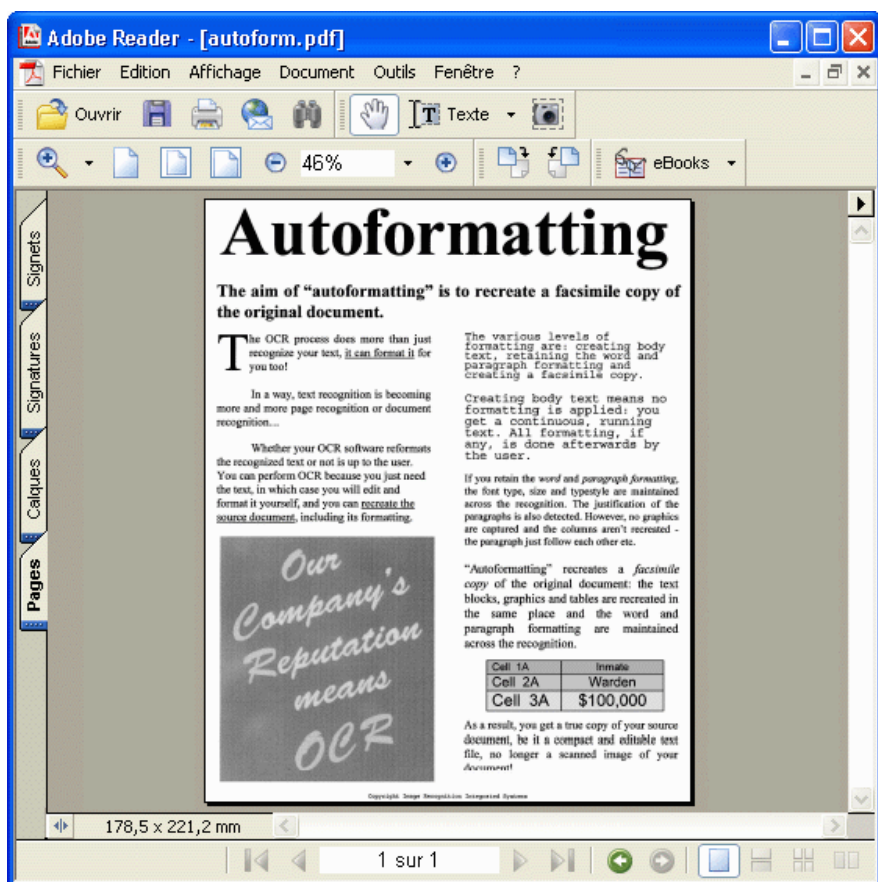 Adobe Reader - [autoform.pdf]
Fichier Edition Affichage Document Outils Fenêtre ?
Ouvrir Texte
46% eBooks
Signets
Signatures
Calques
Pages
Autoformatting
The aim of “autoformatting” is to recreate a facsimile copy of
the original document.
The OCR process does more than just
recognize your text, it can format it for
you too!
In a way, text recognition is becoming
more and more page recognition or document
recognition...
Whether your OCR software reformats
the recognized text or not is up to the user.
You can perform OCR because you just need
the text, in which case you will edit and
format it yourself, and you can recreate the
source document, including its formatting.
Our
Company's
Reputation
means
OCR
The various levels of
formatting are: creating body
text, retaining the word and
paragraph formatting and
creating a facsimile copy.
Creating body text means no
formatting is applied: you
get a continuous, running
text. All formatting, if
any, is done afterwards by
the user.
If you retain the word and paragraph formatting,
the font type, size and typestyle are maintained
across the recognition. The justification of the
paragraphs is also detected. However, no graphics
are captured and the columns aren't recreated -
the paragraph just follow each other etc.
“Autoformatting” recreates a facsimile
copy of the original document: the text
blocks, graphics and tables are recreated in
the same place and the word and
paragraph formatting are maintained
across the recognition.
Cell 1A Inmate
Cell 2A Warden
Cell 3A $100,000
As a result, you get a true copy of your source
document, be it a compact and editable text
file, no longer a scanned image of your
document!
Copyright Image Recognition Integrated Systems
178,5 x 221,2 mm
1 sur 1